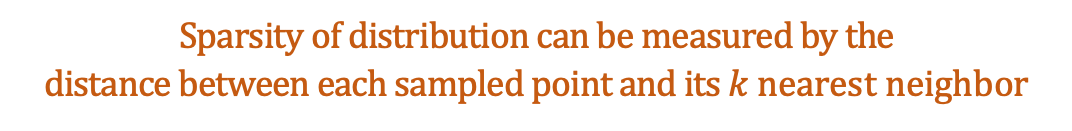 Sparsity of distribution can be measured by the
distance between each sampled point and its k nearest neighbor